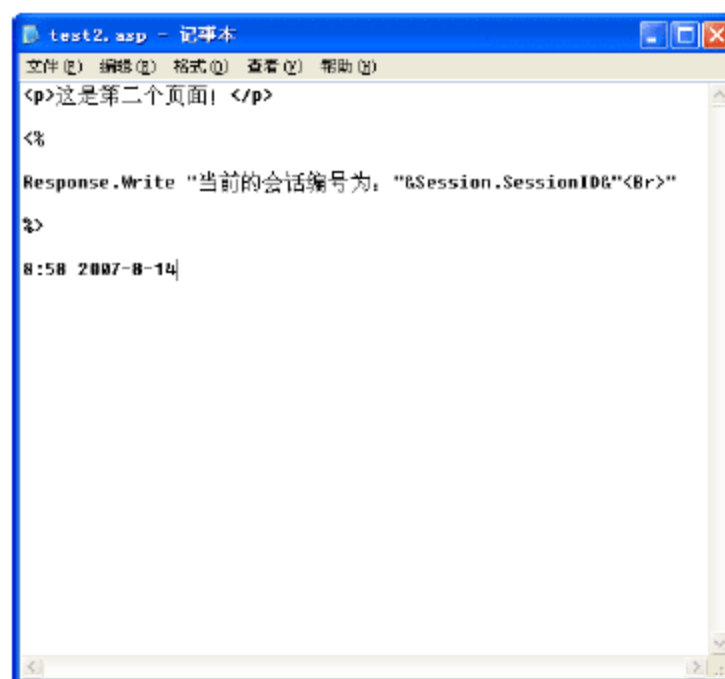 test2.asp - 记事本
文件(F) 编辑(E) 格式(O) 查看(V) 帮助(H)
<p>这是第二个页面！</p>
<%
Response.Write "当前的会话编号为："&Session.SessionID&"<Br>"
%>
8:58 2007-8-14